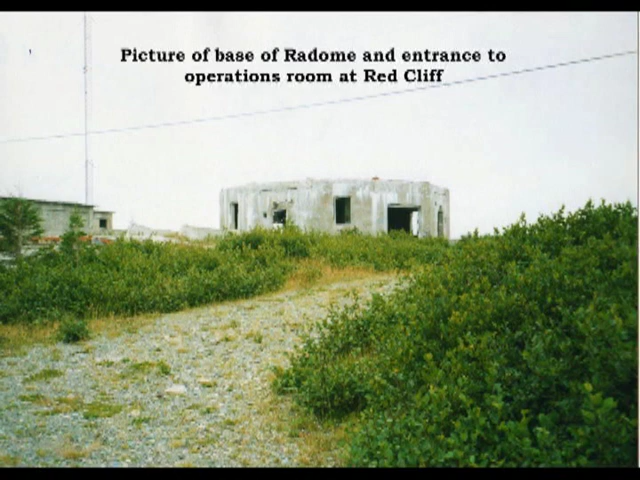 Picture of base of Radome and entrance to
operations room at Red Cliff